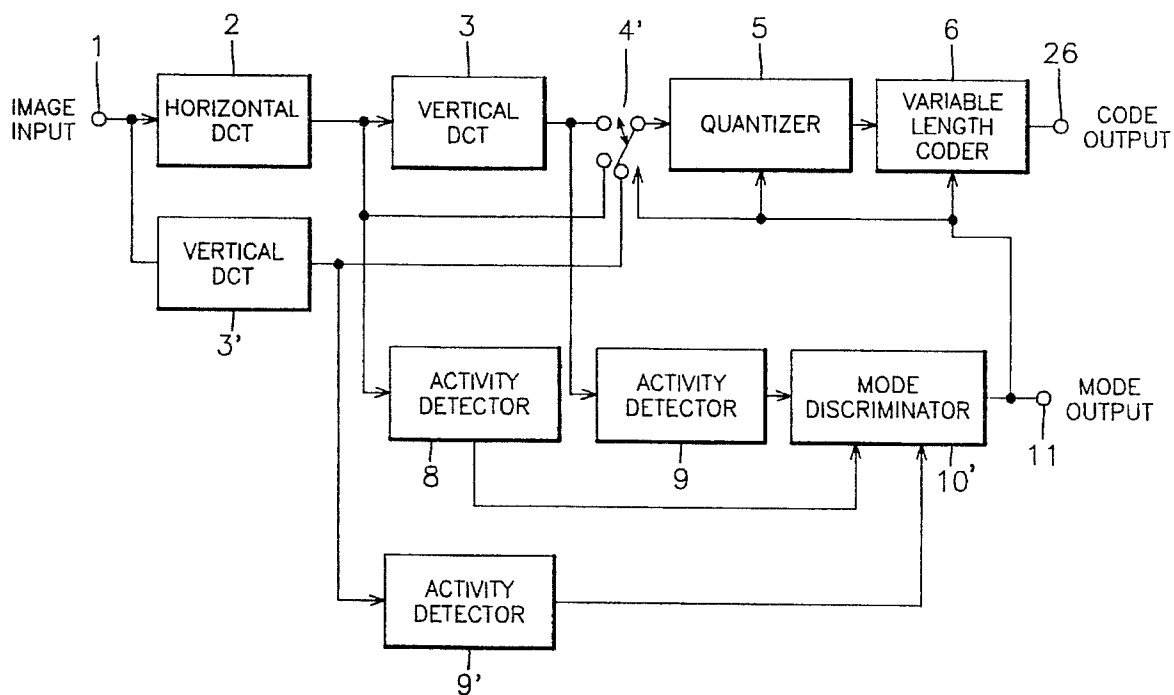 1
2
3
4'
5
6
26
IMAGE
INPUT
HORIZONTAL
DCT
VERTICAL
DCT
QUANTIZER
VARIABLE
LENGTH
CODER
CODE
OUTPUT
VERTICAL
DCT
3'
ACTIVITY
DETECTOR
8
ACTIVITY
DETECTOR
9
MODE
DISCRIMINATOR
10'
MODE
OUTPUT
11
ACTIVITY
DETECTOR
9'